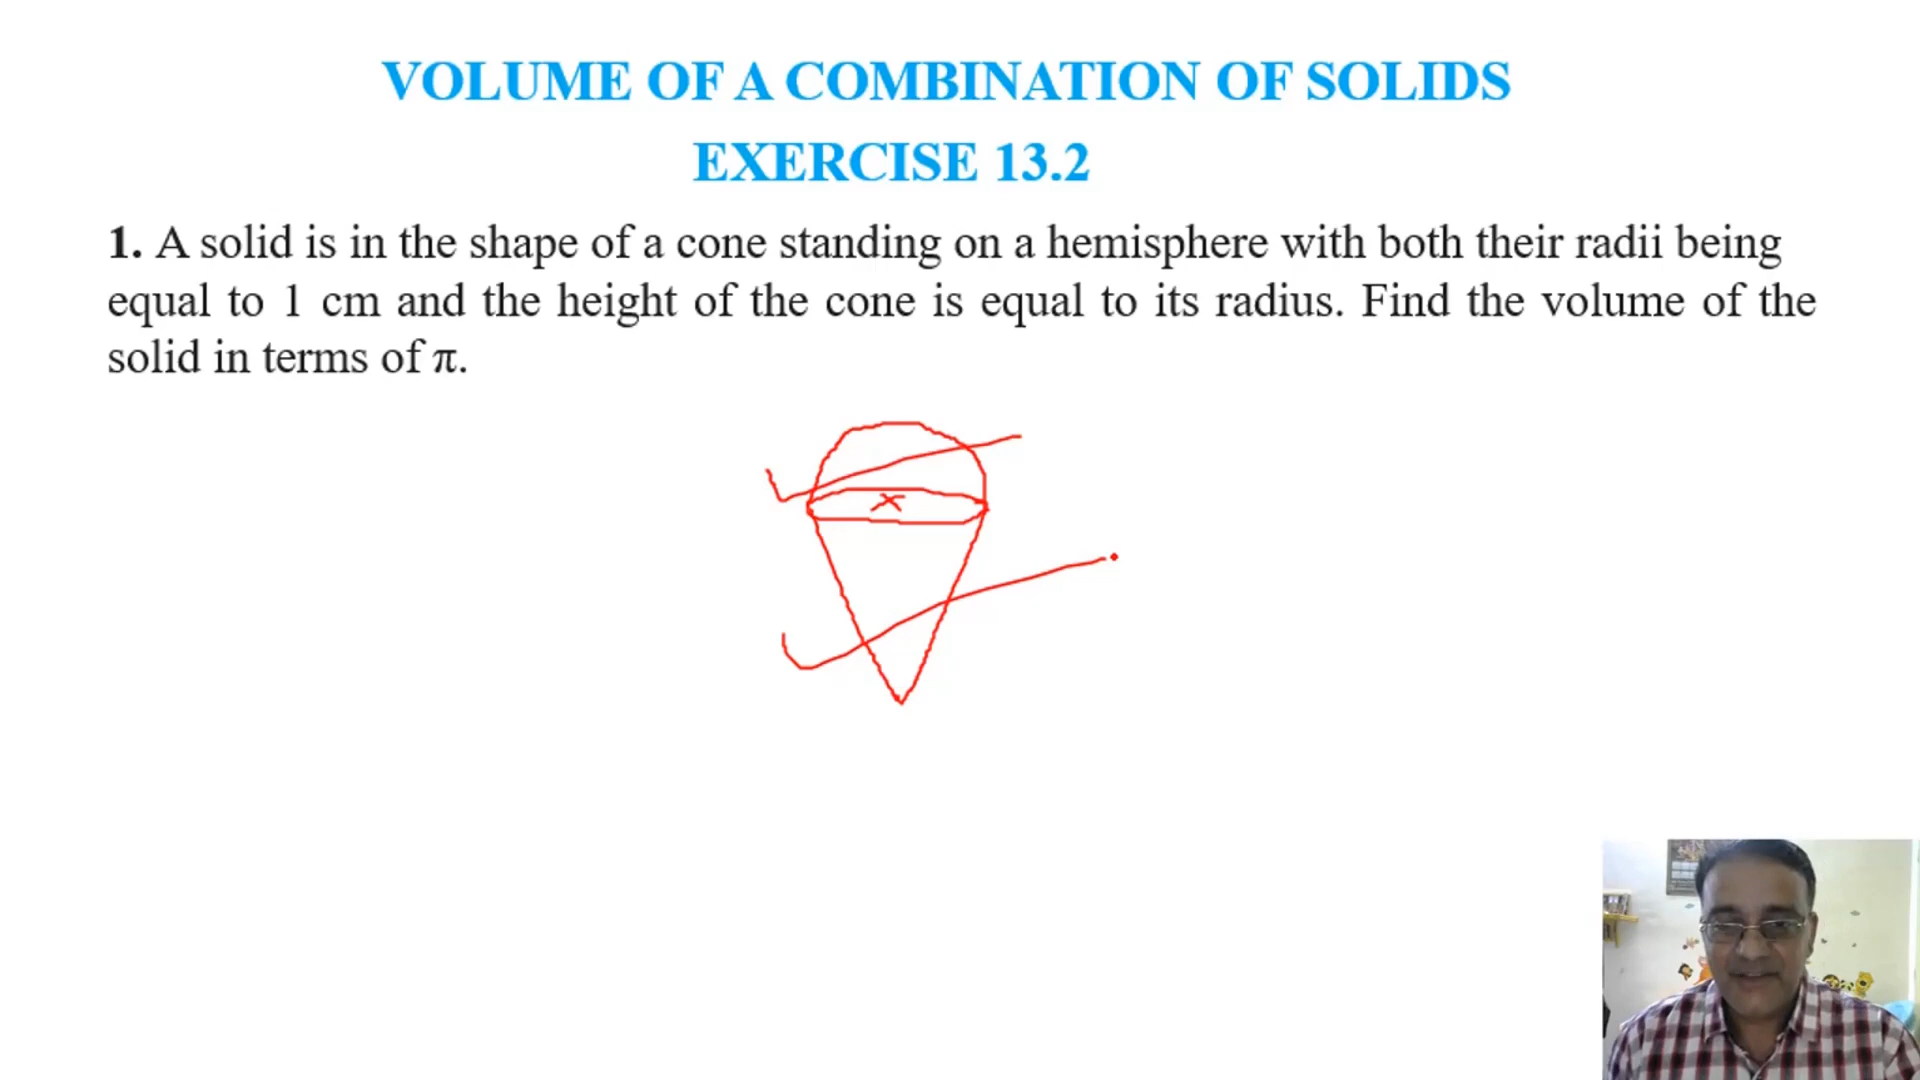 VOLUME OF A COMBINATION OF SOLIDS
EXERCISE 13.2
1. A solid is in the shape of a cone standing on a hemisphere with both their radii being
equal to 1 cm and the height of the cone is equal to its radius. Find the volume of the
solid in terms of π.